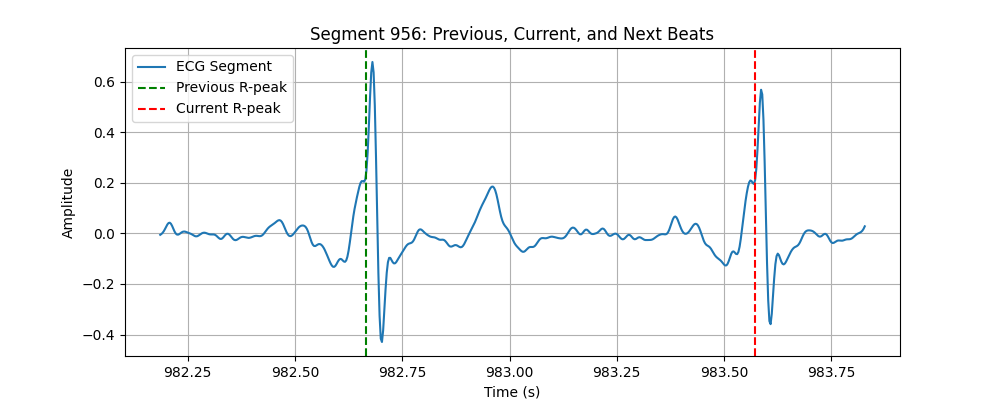 Segment 956: Previous, Current, and Next Beats
ECG Segment
Previous R-peak
Current R-peak
Amplitude
0.6
0.4
0.2
0.0
−0.2
−0.4
982.25 982.50 982.75 983.00 983.25 983.50 983.75
Time (s)